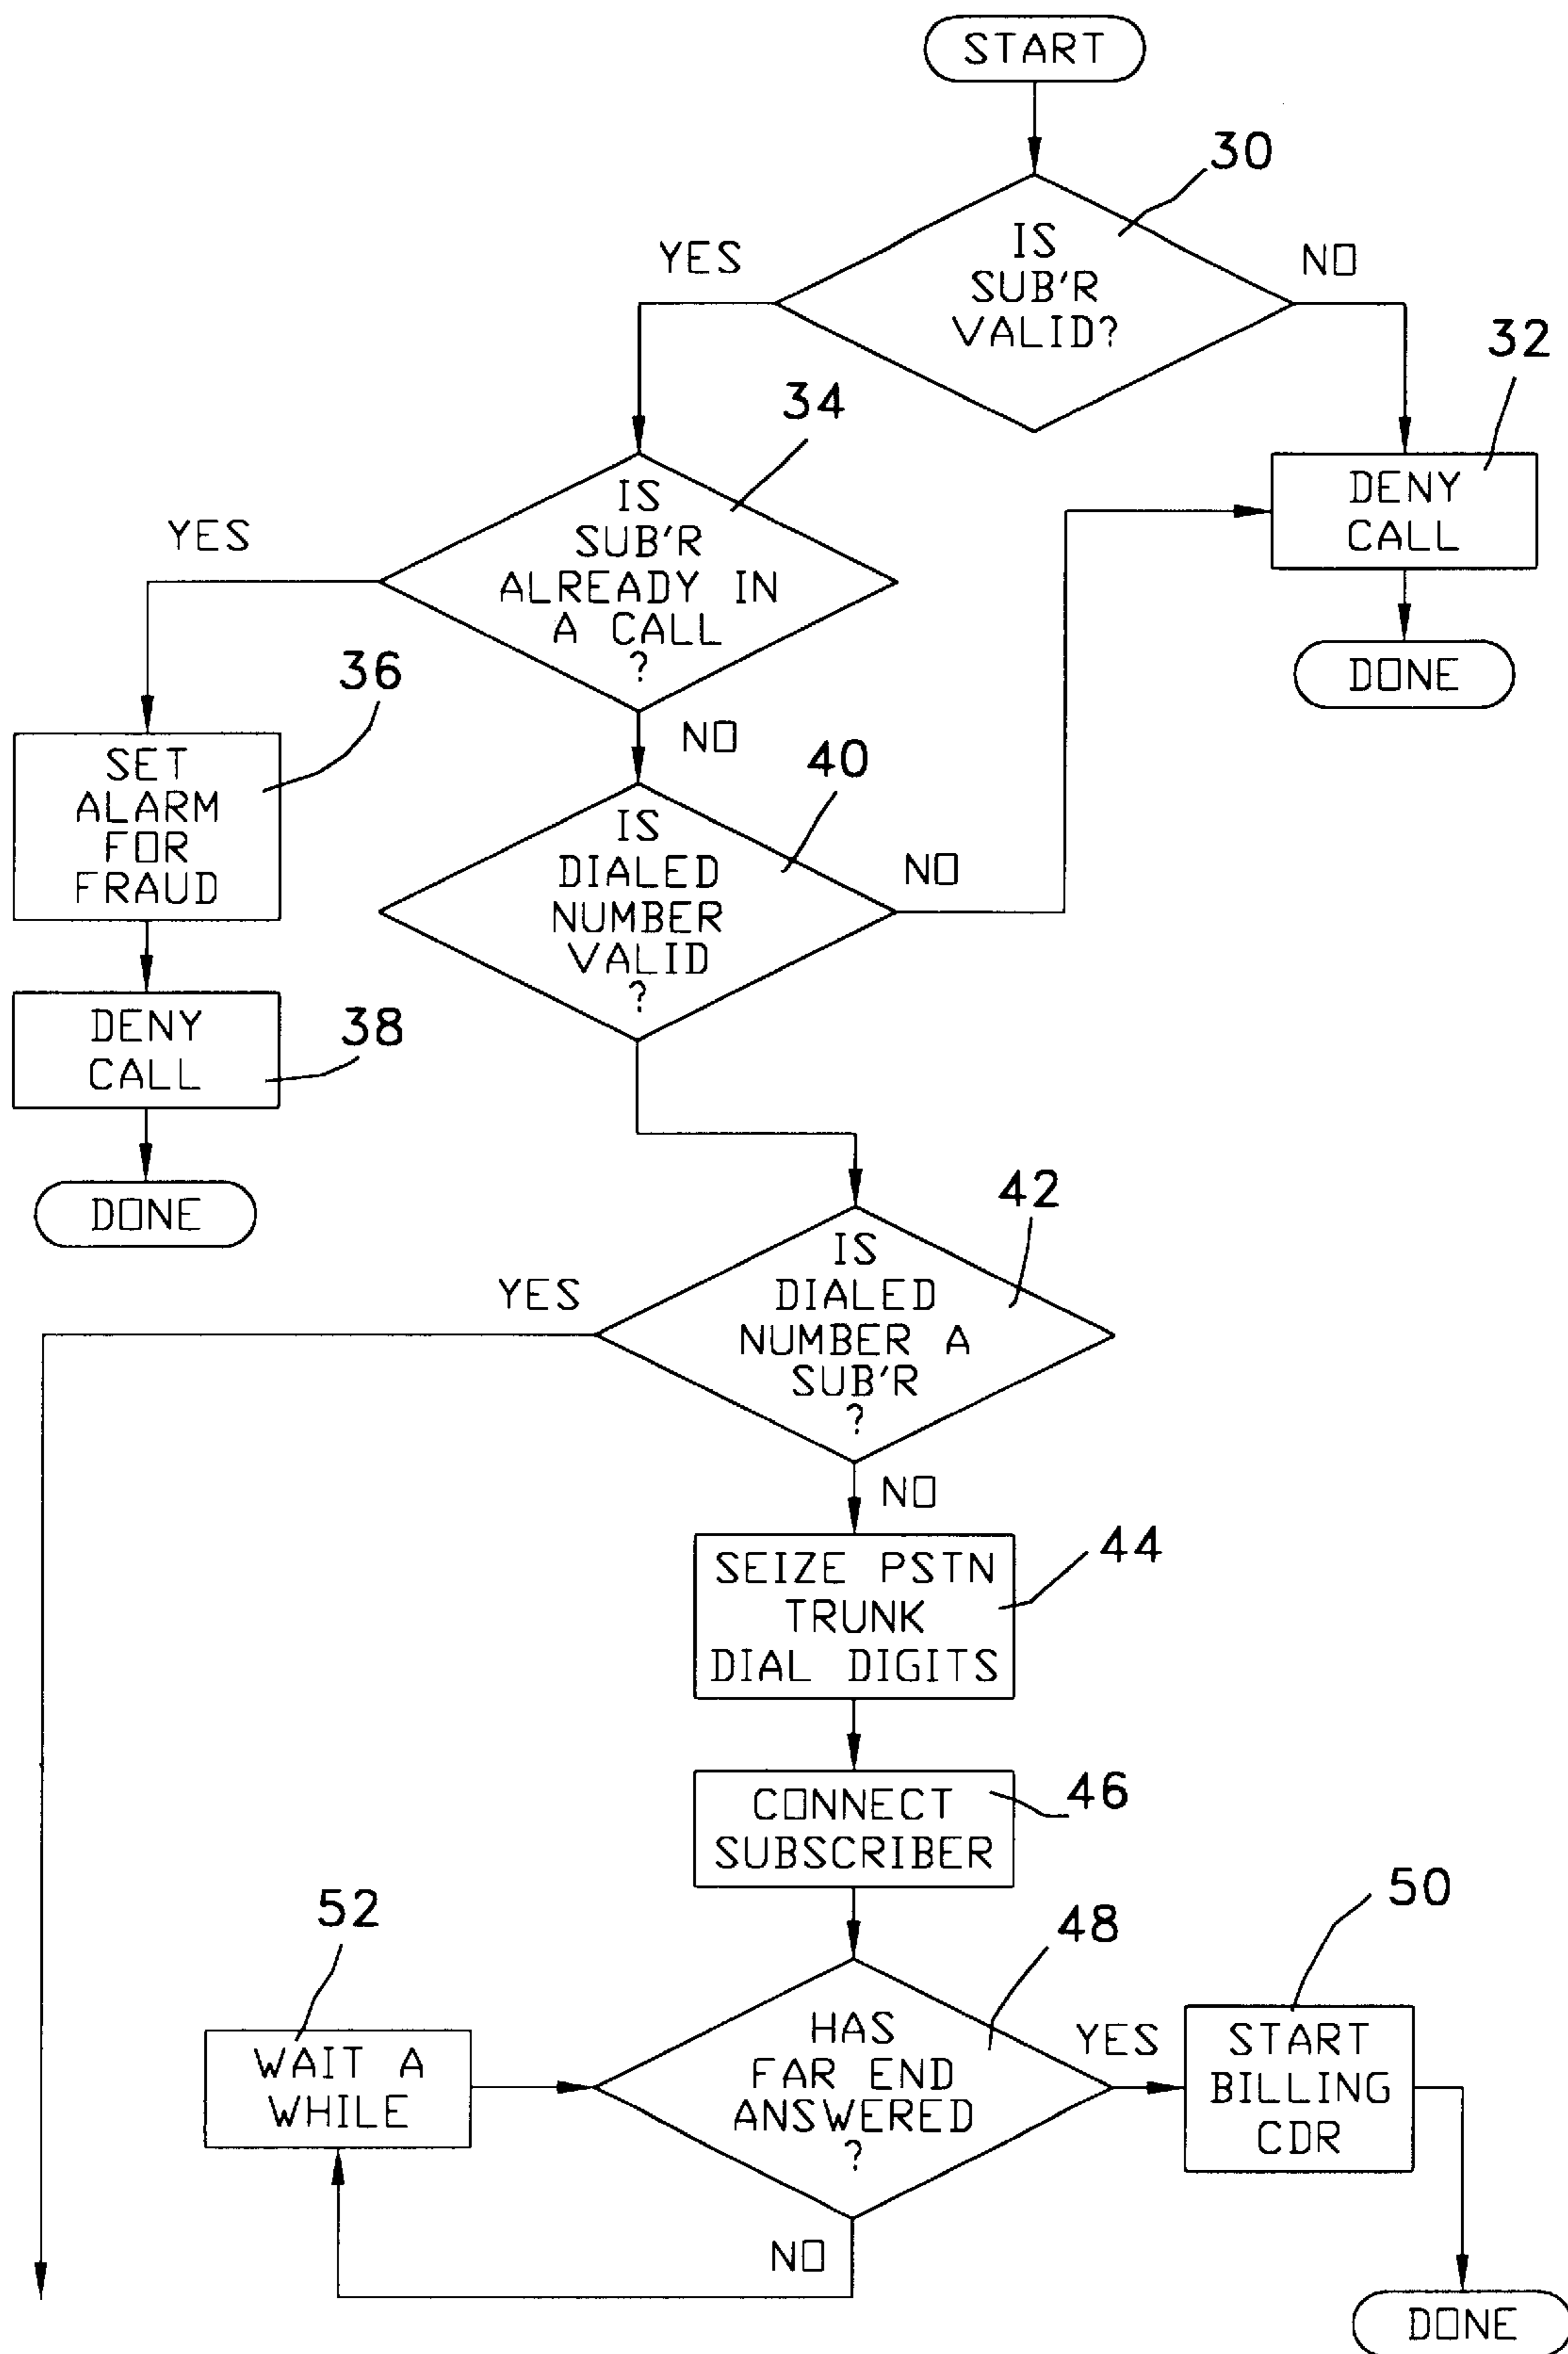 START
30
IS
SUB'R
VALID?
YES
NO
32
DENY
CALL
DONE
34
IS
SUB'R
ALREADY IN
A CALL
?
YES
NO
36
SET
ALARM
FOR
FRAUD
38
DENY
CALL
DONE
40
IS
DIALED
NUMBER
VALID
?
NO
42
IS
DIALED
NUMBER A
SUB'R
?
YES
NO
44
SEIZE PSTN
TRUNK
DIAL DIGITS
46
CONNECT
SUBSCRIBER
48
HAS
FAR END
ANSWERED
?
YES
NO
50
START
BILLING
CDR
52
WAIT A
WHILE
DONE